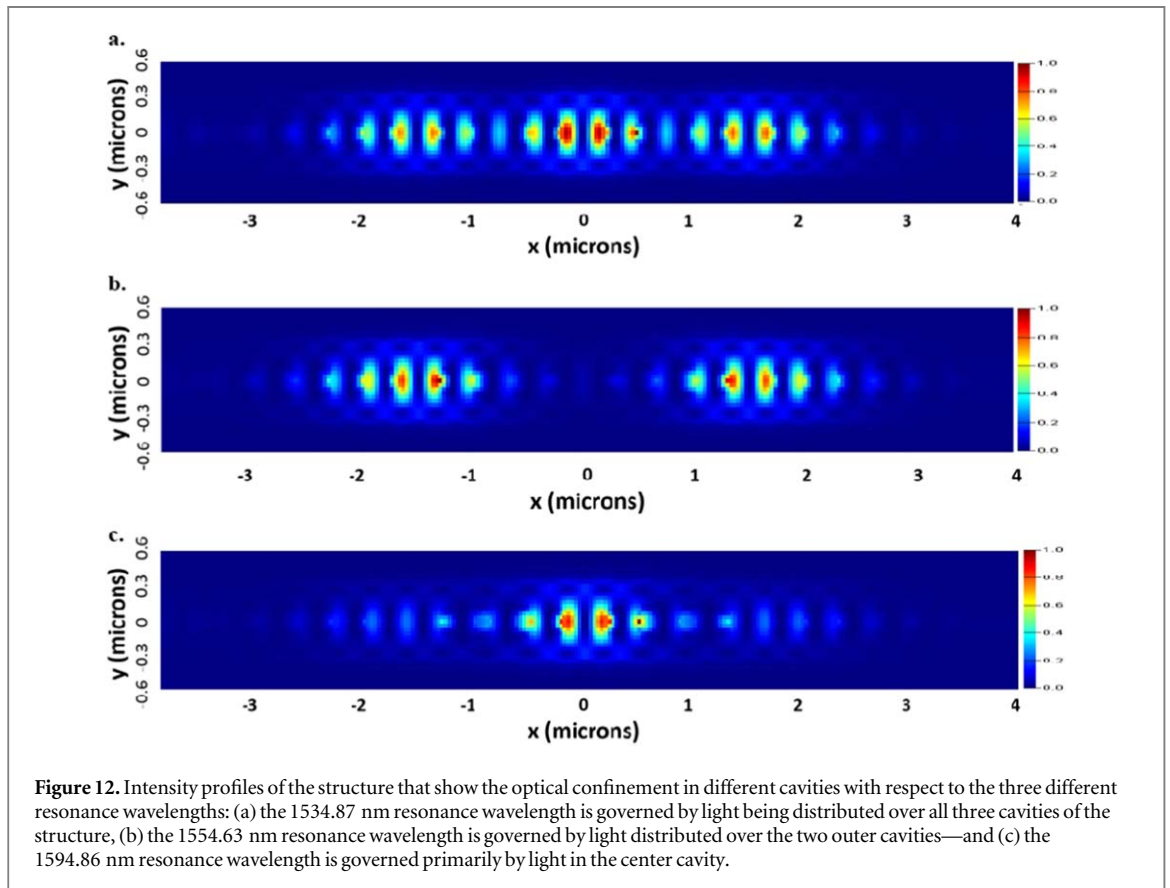 a.
0.6
0.3
0
-0.3
-0.6
y (microns)
1.0
0.8
0.6
0.4
0.2
0.0
-3 -2 -1 0 1 2 3 4
x (microns)
b.
0.6
0.3
0
-0.3
-0.6
y (microns)
1.0
0.8
0.6
0.4
0.2
0.0
-3 -2 -1 0 1 2 3 4
x (microns)
c.
0.6
0.3
0
-0.3
-0.6
y (microns)
1.0
0.8
0.6
0.4
0.2
0.0
-3 -2 -1 0 1 2 3 4
x (microns)
Figure 12. Intensity profiles of the structure that show the optical confinement in different cavities with respect to the three different
resonance wavelengths: (a) the 1534.87 nm resonance wavelength is governed by light being distributed over all three cavities of the
structure, (b) the 1554.63 nm resonance wavelength is governed by light distributed over the two outer cavities—and (c) the
1594.86 nm resonance wavelength is governed primarily by light in the center cavity.